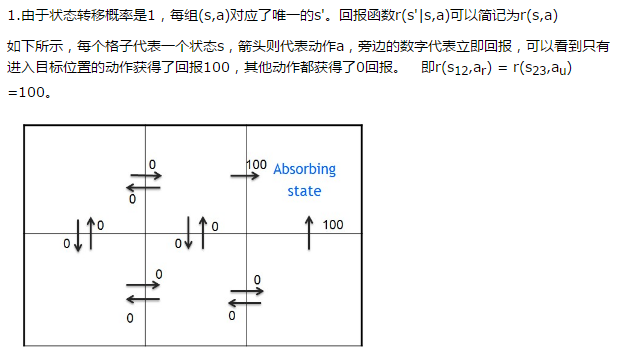 1.由于状态转移概率是1，每组(s,a)对应了唯一的s'。回报函数r(s'|s,a)可以简记为r(s,a)
如下所示，每个格子代表一个状态s，箭头则代表动作a，旁边的数字代表立即回报，可以看到只有
进入目标位置的动作获得了回报100，其他动作都获得了0回报。 即r(s12,ar) = r(s23,au)
=100。
0
100
Absorbing
state
0
0
0
100
0
0
0
0
0
0